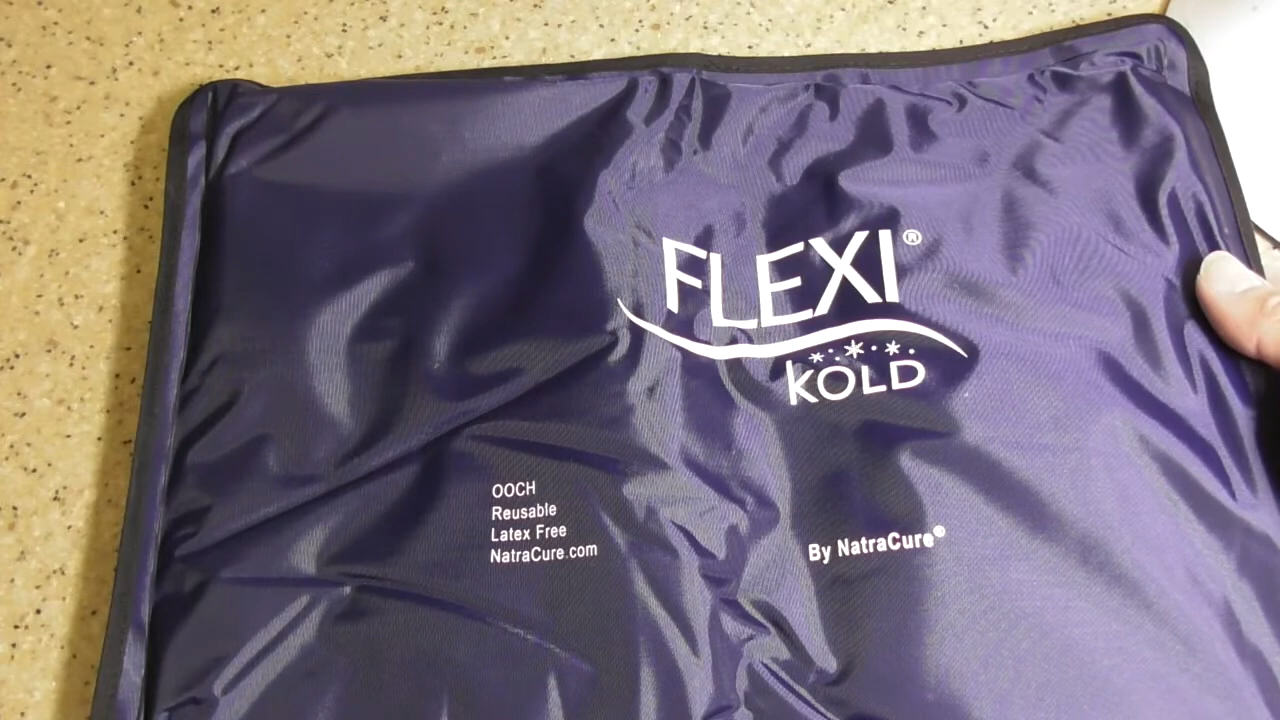 FLEXI®
KOLD
OOCH
Reusable
Latex Free
NatraCure.com
By NatraCure®